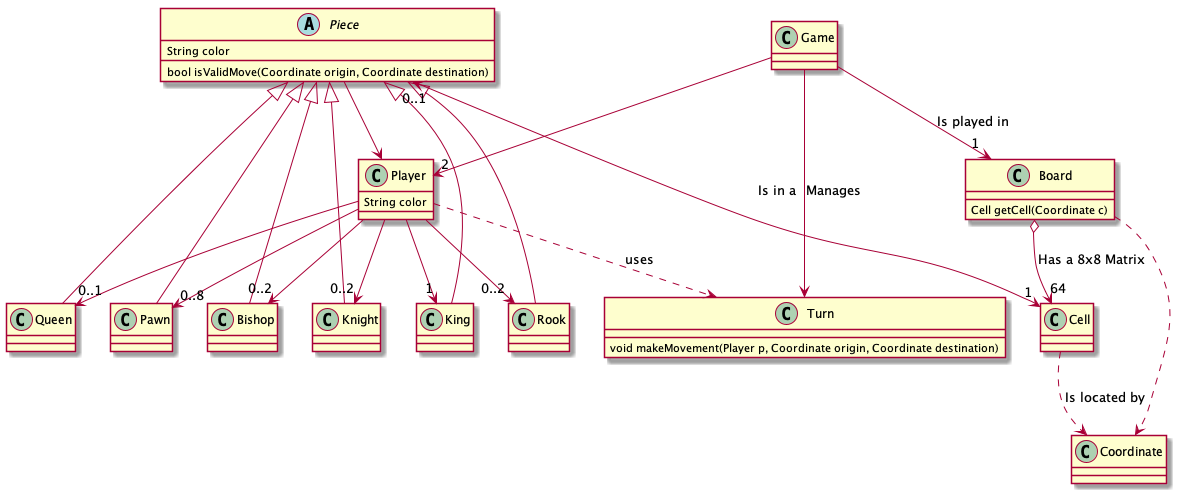 A Piece
String color
bool isValidMove(Coordinate origin, Coordinate destination)
C Game
0..1
Is played in
1
2
C Player
String color
C Board
Cell getCell(Coordinate c)
Is in a
Manages
uses
Has a 8x8 Matrix
0..1
0..8
0..2
0..2
1
0..2
1
64
C Queen
C Pawn
C Bishop
C Knight
C King
C Rook
C Turn
void makeMovement(Player p, Coordinate origin, Coordinate destination)
C Cell
Is located by
C Coordinate